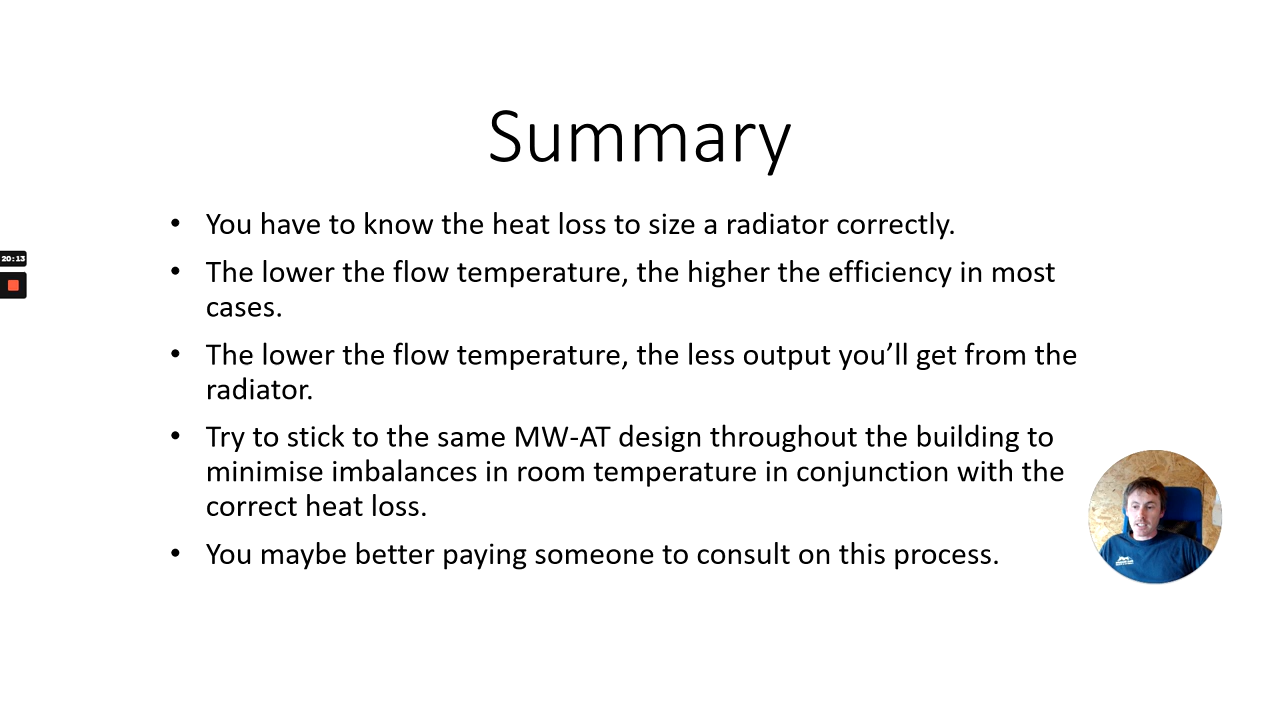 Summary
• You have to know the heat loss to size a radiator correctly.
20:13
• The lower the flow temperature, the higher the efficiency in most
cases.
• The lower the flow temperature, the less output you’ll get from the
radiator.
• Try to stick to the same MW-AT design throughout the building to
minimise imbalances in room temperature in conjunction with the
correct heat loss.
• You maybe better paying someone to consult on this process.